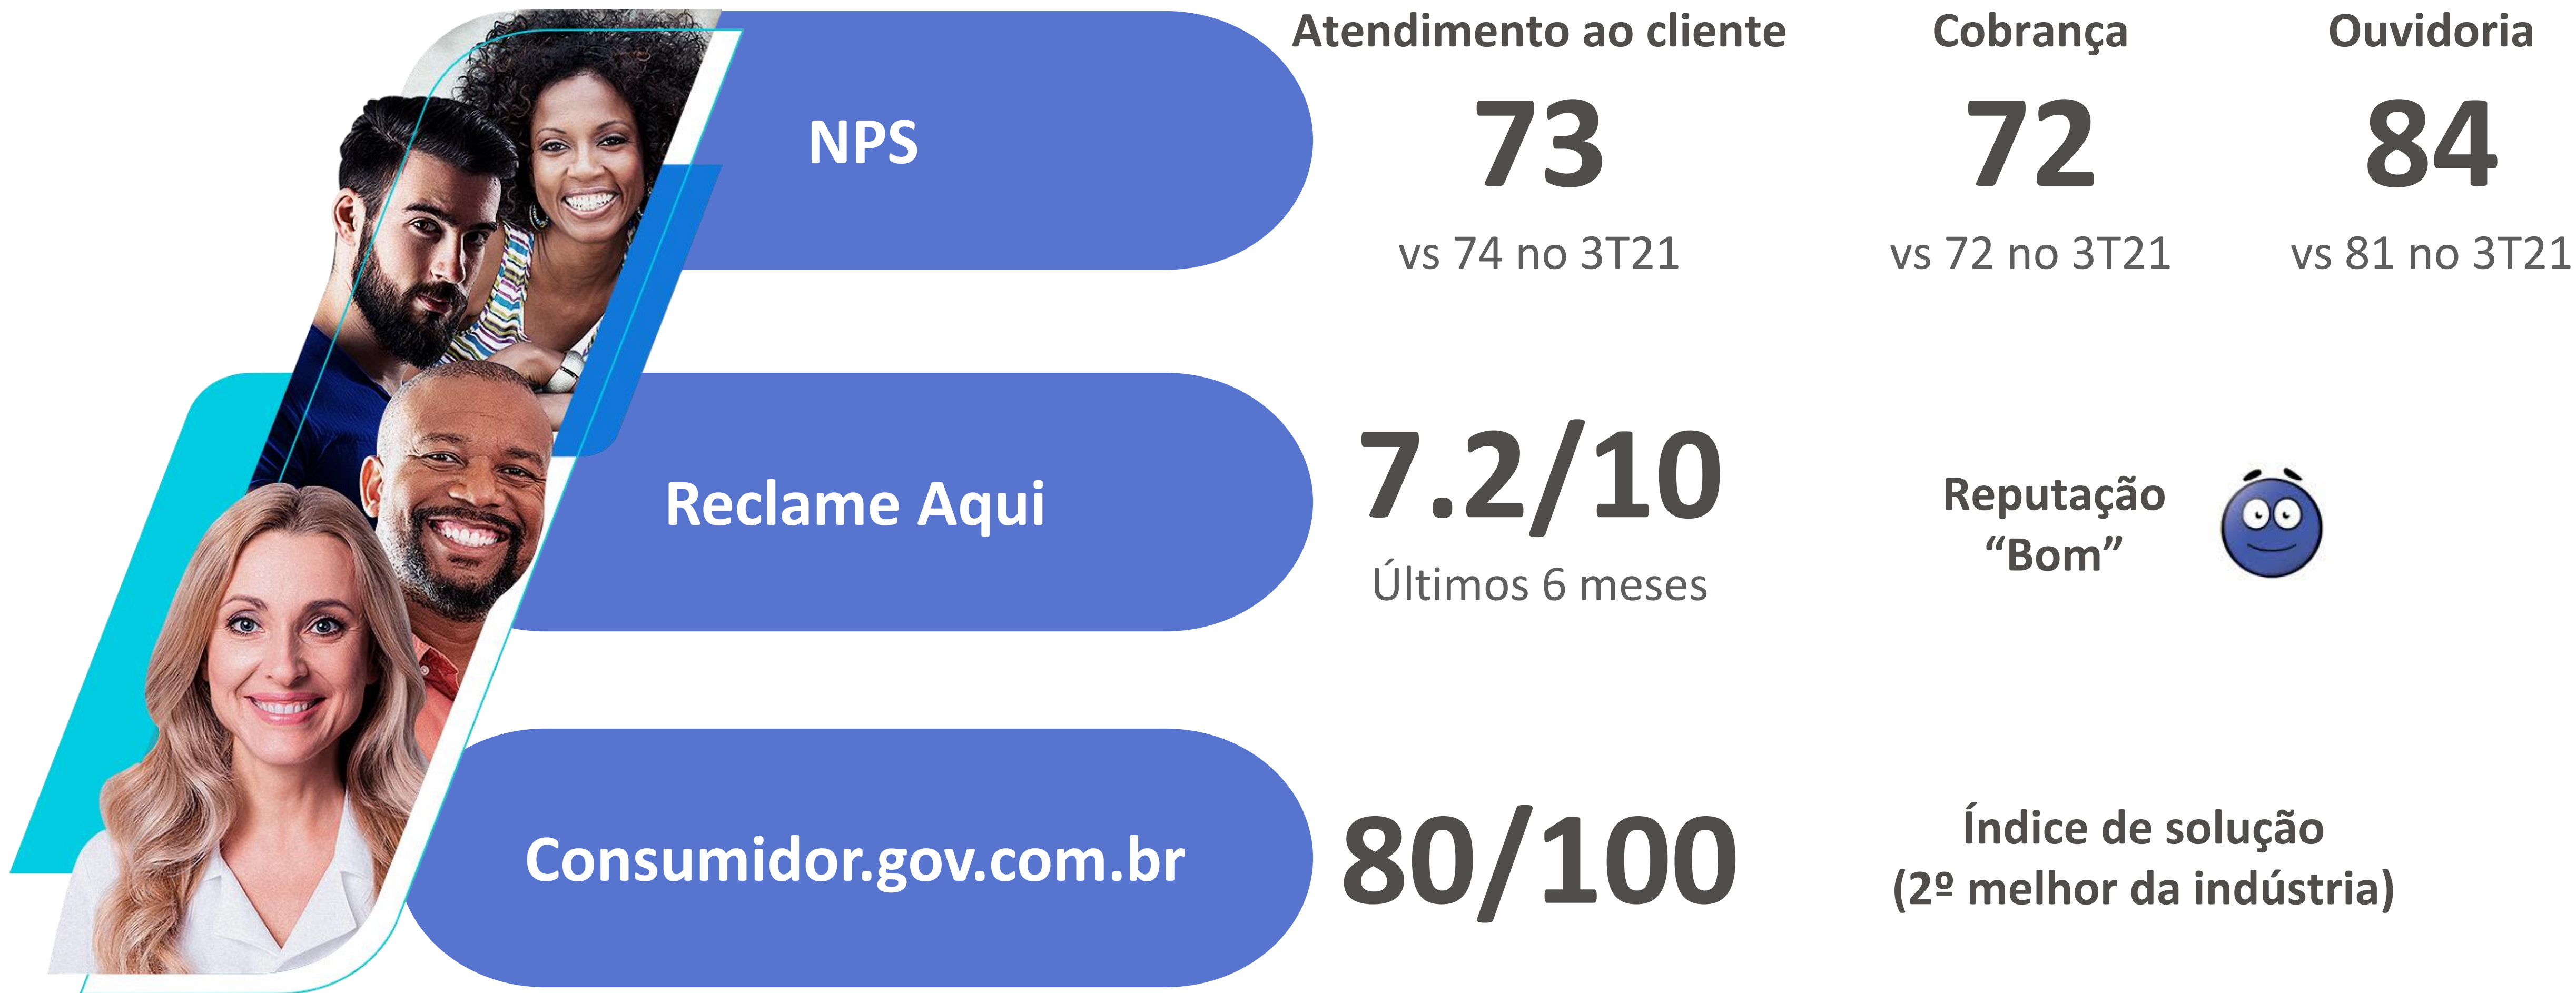 NPS
Atendimento ao cliente
73
vs 74 no 3T21
Cobrança
72
vs 72 no 3T21
Ouvidoria
84
vs 81 no 3T21
Reclame Aqui
7.2/10
Últimos 6 meses
Reputação
“Bom”
Consumidor.gov.com.br
80/100
Índice de solução
(2º melhor da indústria)